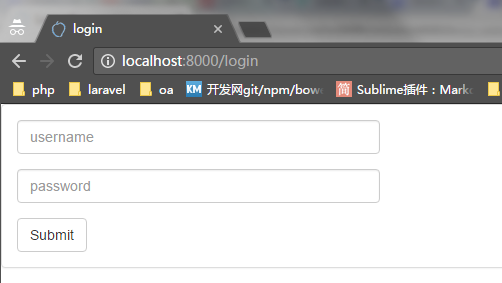 login
localhost:8000/login
php laravel oa KM 开发网git/npm/bow 简 Sublime插件：Mark
username
password
Submit